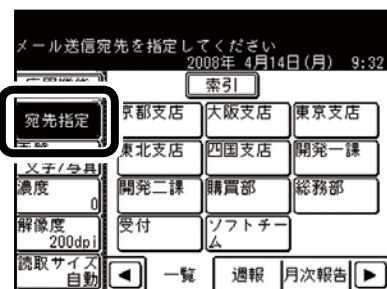 メール送信宛先を指定してください
2008年 4月14日(月) 9:32
索引
宛先指定
京都支店 大阪支店 東京支店
東北支店 四国支店 開発一課
文字/写真
濃度
0
開発二課 購買部 総務部
解像度
200dpi
受付 ソフトチーム
読取サイズ
自動
一覧 週報 月次報告